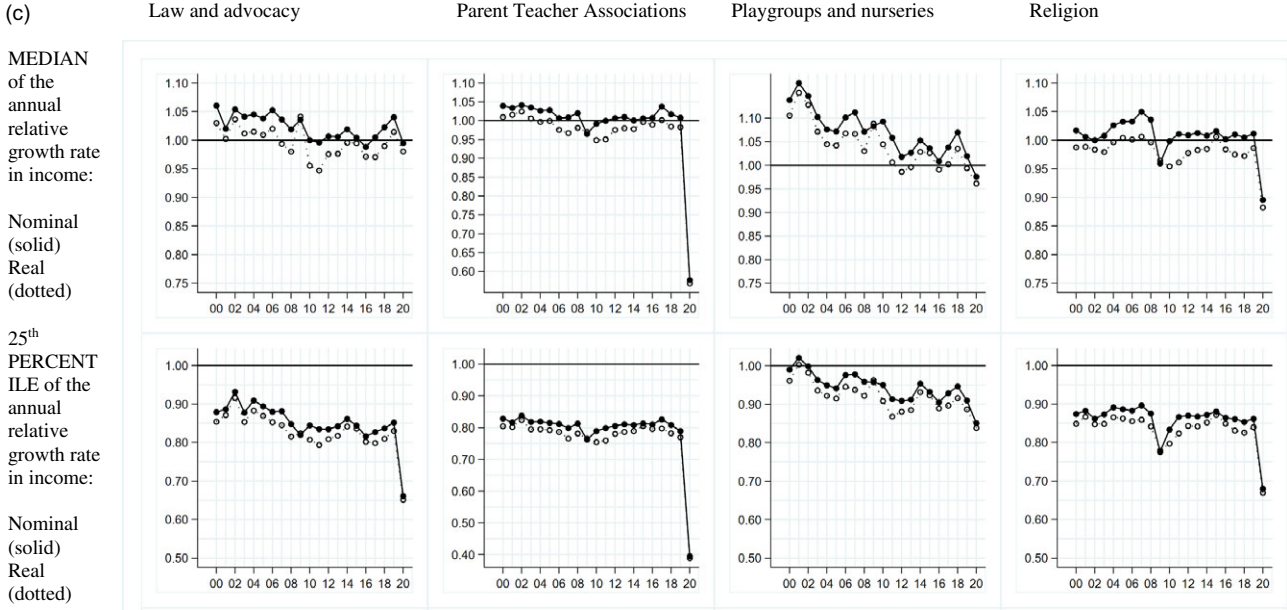 (c)
Law and advocacy
Parent Teacher Associations
Playgroups and nurseries
Religion
MEDIAN
of the
annual
relative
growth rate
in income:
Nominal
(solid)
Real
(dotted)
1.10
1.05
1.00
0.95
0.90
0.85
0.80
0.75
00 02 04 06 08 10 12 14 16 18 20
1.10
1.05
1.00
0.95
0.90
0.85
0.80
0.75
0.70
0.65
0.60
00 02 04 06 08 10 12 14 16 18 20
1.10
1.05
1.00
0.95
0.90
0.85
0.80
0.75
00 02 04 06 08 10 12 14 16 18 20
1.10
1.05
1.00
0.95
0.90
0.85
0.80
0.75
00 02 04 06 08 10 12 14 16 18 20
25th
PERCENT
ILE of the
annual
relative
growth rate
in income:
Nominal
(solid)
Real
(dotted)
1.00
0.90
0.80
0.70
0.60
0.50
00 02 04 06 08 10 12 14 16 18 20
1.00
0.90
0.80
0.70
0.60
0.50
0.40
00 02 04 06 08 10 12 14 16 18 20
1.00
0.90
0.80
0.70
0.60
0.50
00 02 04 06 08 10 12 14 16 18 20
1.00
0.90
0.80
0.70
0.60
0.50
00 02 04 06 08 10 12 14 16 18 20